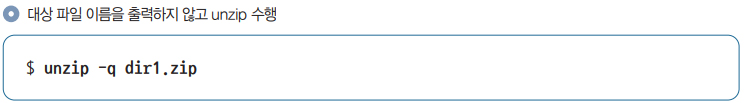 대상 파일 이름을 출력하지 않고 unzip 수행
$ unzip -q dir1.zip